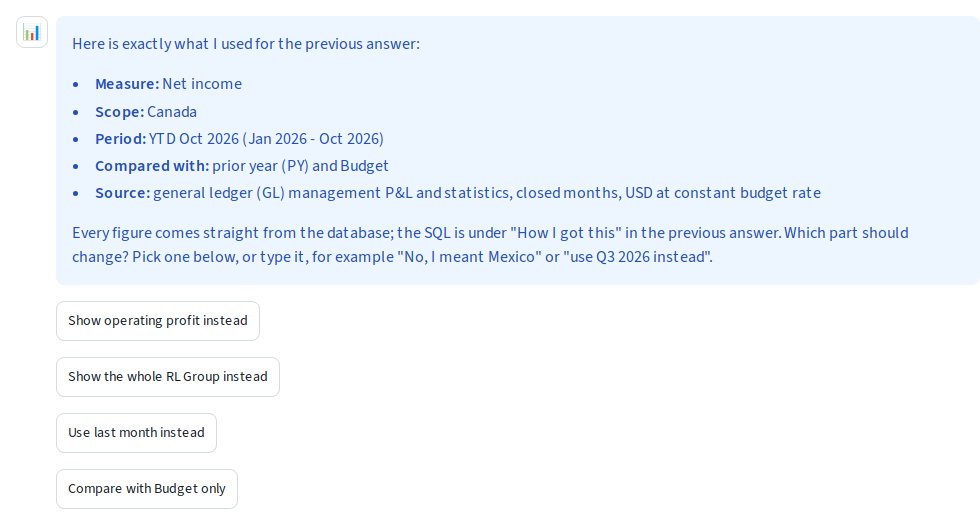 Here is exactly what I used for the previous answer:
• Measure: Net income
• Scope: Canada
• Period: YTD Oct 2026 (Jan 2026 - Oct 2026)
• Compared with: prior year (PY) and Budget
• Source: general ledger (GL) management P&L and statistics, closed months, USD at constant budget rate
Every figure comes straight from the database; the SQL is under "How I got this" in the previous answer. Which part should
change? Pick one below, or type it, for example "No, I meant Mexico" or "use Q3 2026 instead".
Show operating profit instead
Show the whole RL Group instead
Use last month instead
Compare with Budget only